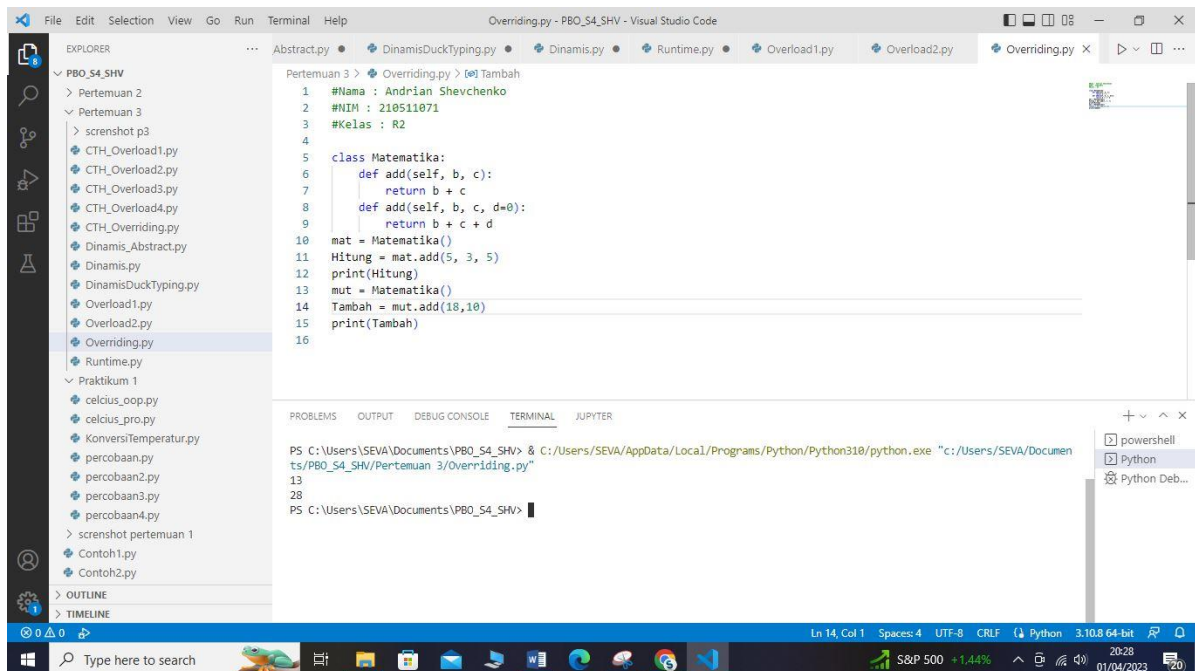 File Edit Selection View Go Run Terminal Help
Overriding.py - PBO_S4_SHV - Visual Studio Code
EXPLORER
PBO_S4_SHV
Pertemuan 2
Pertemuan 3
screnshot p3
CTH_Overload1.py
CTH_Overload2.py
CTH_Overload3.py
CTH_Overload4.py
CTH_Overriding.py
Dinamis_Abstract.py
Dinamis.py
DinamisDuckTyping.py
Overload1.py
Overload2.py
Overriding.py
Runtime.py
Praktikum 1
celcius_oop.py
celcius_pro.py
KonversiTemperatur.py
percobaan.py
percobaan2.py
percobaan3.py
percobaan4.py
screnshot pertemuan 1
Contoh1.py
Contoh2.py
OUTLINE
TIMELINE
8
1
Abstract.py DinamisDuckTyping.py Dinamis.py Runtime.py Overload1.py Overload2.py Overriding.py
Pertemuan 3 > Overriding.py > Tambah
1 #Nama : Andrian Shevchenko
2 #NIM : 210511071
3 #Kelas : R2
4
5 class Matematika:
6 def add(self, b, c):
7 return b + c
8 def add(self, b, c, d=0):
9 return b + c + d
10 mat = Matematika()
11 Hitung = mat.add(5, 3, 5)
12 print(Hitung)
13 mut = Matematika()
14 Tambah = mut.add(18,10)
15 print(Tambah)
16
PROBLEMS OUTPUT DEBUG CONSOLE TERMINAL JUPYTER
PS C:\Users\SEVA\Documents\PBO_S4_SHV> & C:/Users/SEVA/AppData/Local/Programs/Python/Python310/python.exe "c:/Users/SEVA/Documen
ts/PBO_S4_SHV/Pertemuan 3/Overriding.py"
13
28
PS C:\Users\SEVA\Documents\PBO_S4_SHV>
powershell
Python
Python Deb...
0 0 Ln 14, Col 1 Spaces: 4 UTF-8 CRLF Python 3.10.8 64-bit
Type here to search
S&P 500 +1,44%
20:28
01/04/2023
20